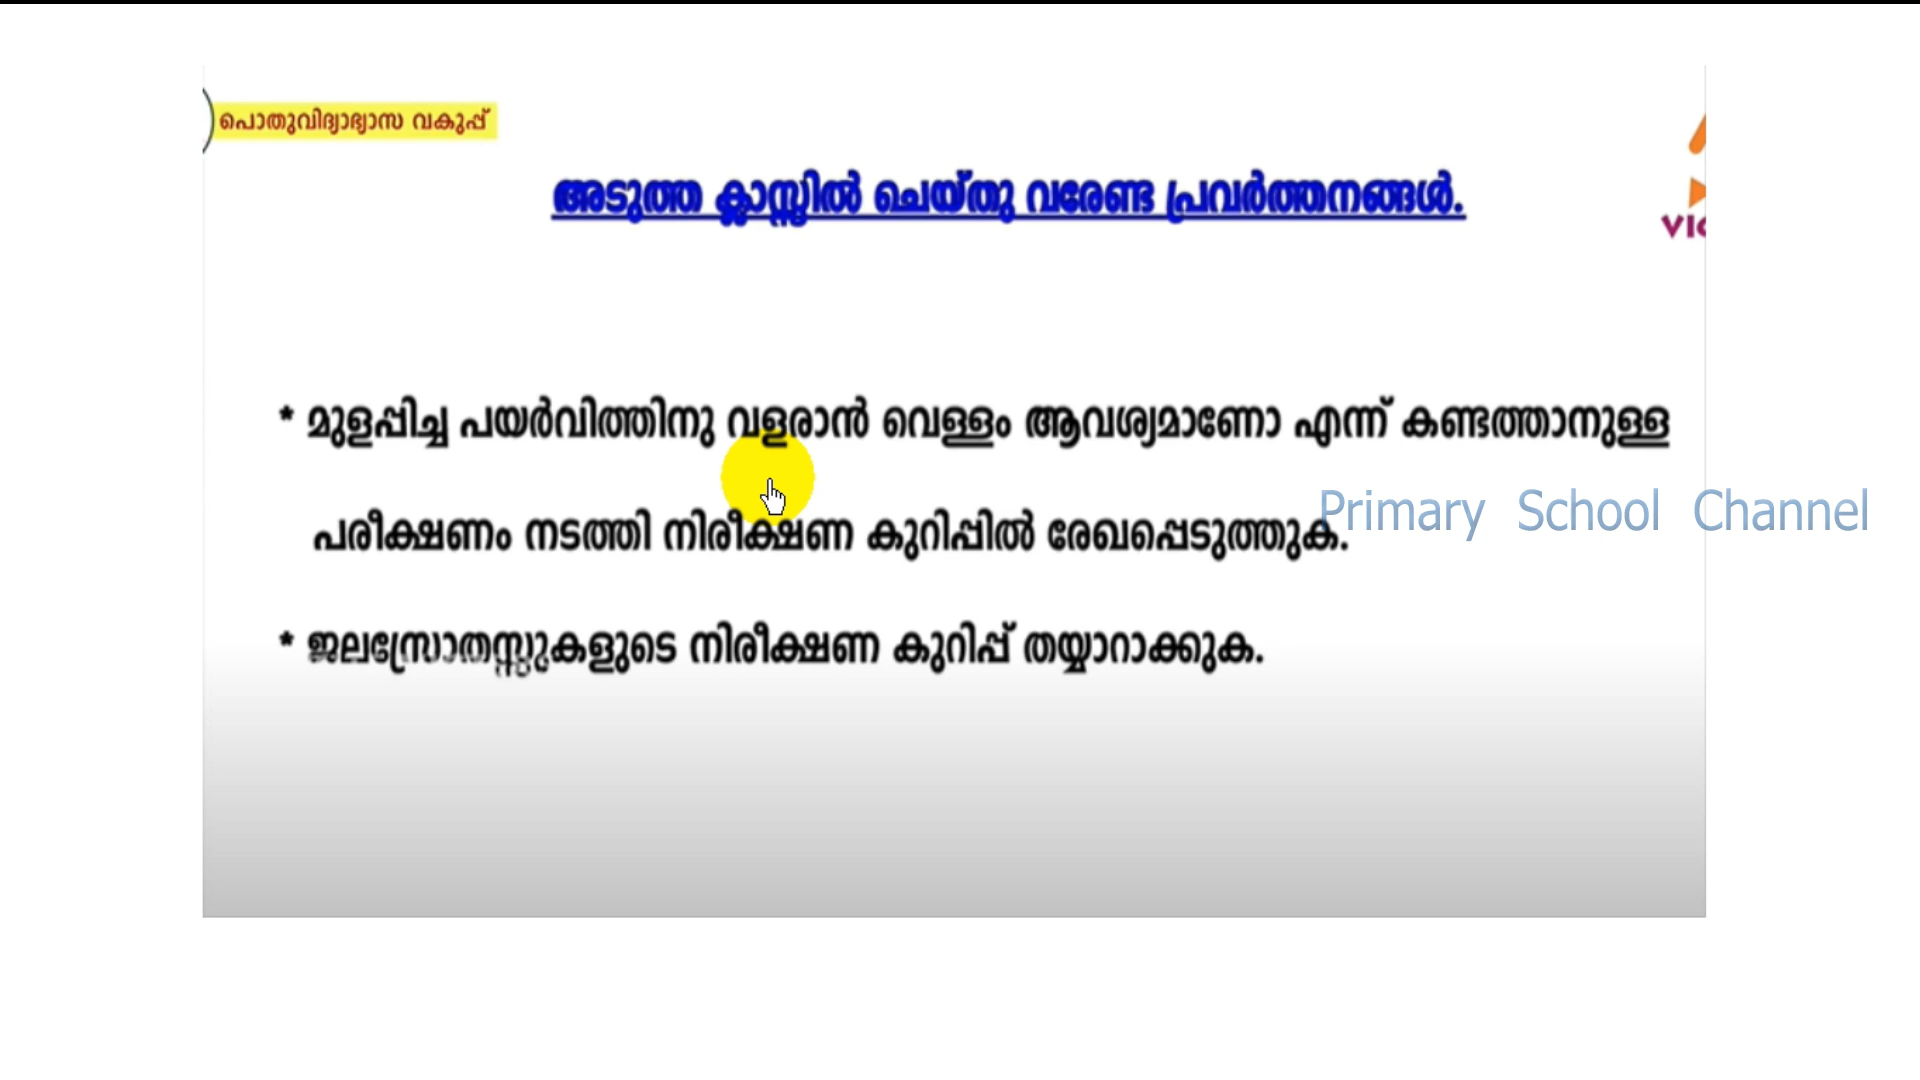 പൊതുവിദ്യാഭ്യാസ വകുപ്പ്
അടുത്ത ക്ലാസ്സിൽ ചെയ്തു വരേണ്ട പ്രവർത്തനങ്ങൾ.
* മുളപ്പിച്ച പയർവിത്തിനു വളരാൻ വെള്ളം ആവശ്യമാണോ എന്ന് കണ്ടത്താനുള്ള
പരീക്ഷണം നടത്തി നിരീക്ഷണ കുറിപ്പിൽ രേഖപ്പെടുത്തുക.
Primary School Channel
* ജലസ്രോതസ്സുകളുടെ നിരീക്ഷണ കുറിപ്പ് തയ്യാറാക്കുക.